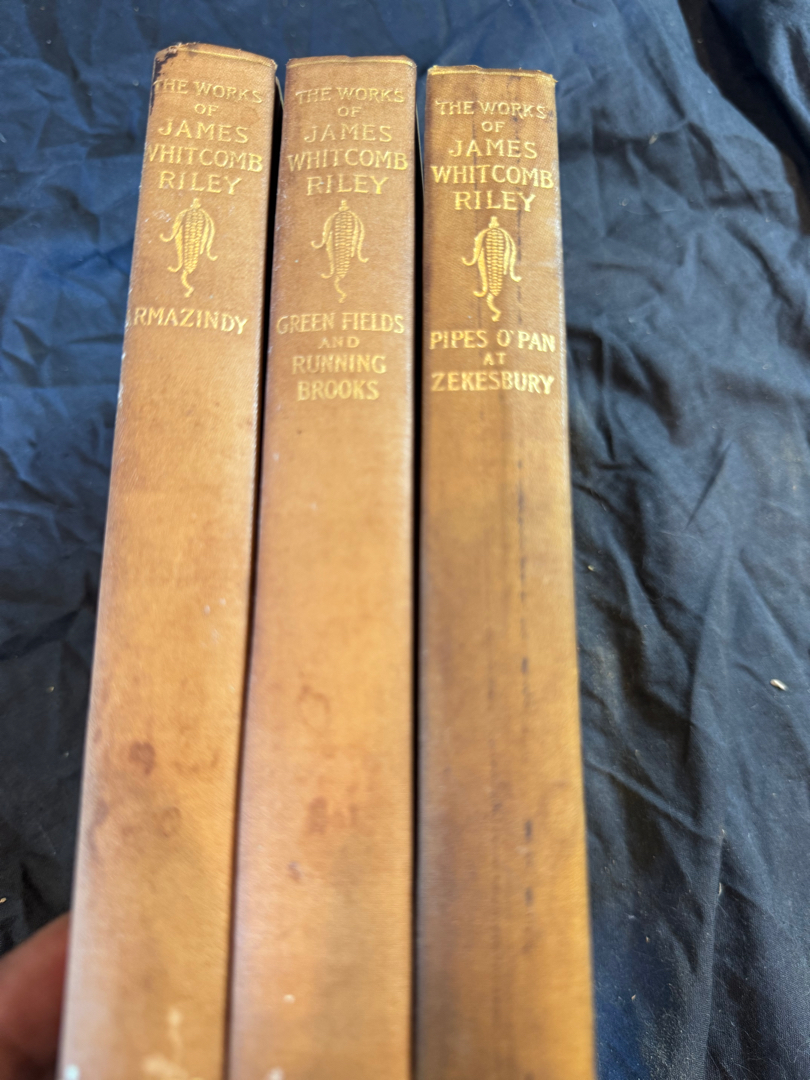 THE WORKS
OF
JAMES
WHITCOMB
RILEY
ARMAZINDY
THE WORKS
OF
JAMES
WHITCOMB
RILEY
GREEN FIELDS
AND
RUNNING
BROOKS
THE WORKS
OF
JAMES
WHITCOMB
RILEY
PIPES O' PAN
AT
ZEKESBURY